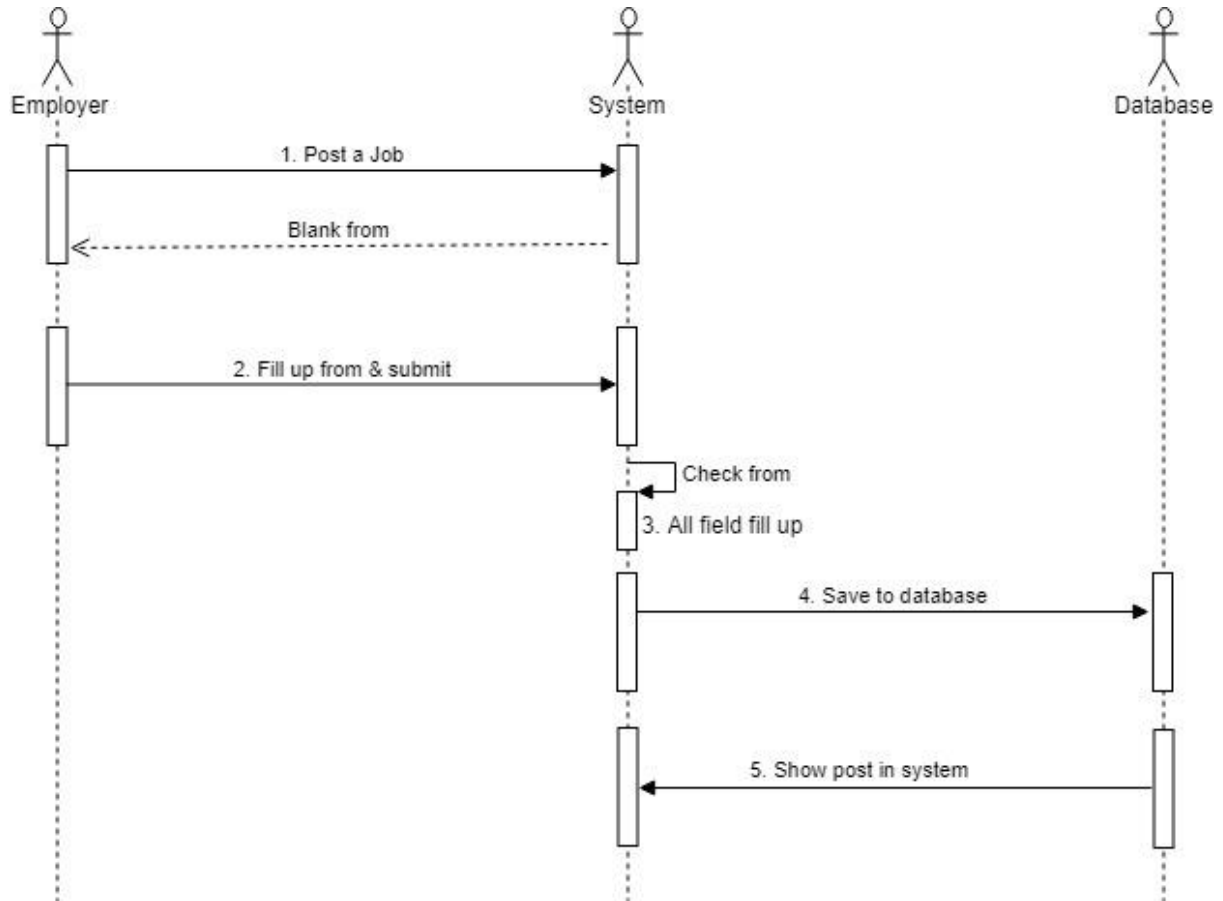 Employer
System
Database
1. Post a Job
Blank from
2. Fill up from & submit
Check from
3. All field fill up
4. Save to database
5. Show post in system